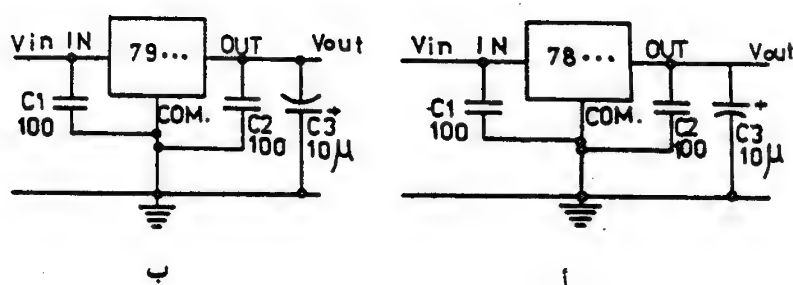 Vin IN 79... OUT Vout
C1 100
COM.
C2 100
C3 + 10μ
ب
Vin IN 78... OUT Vout
C1 100
COM.
C2 100
C3 + 10μ
أ